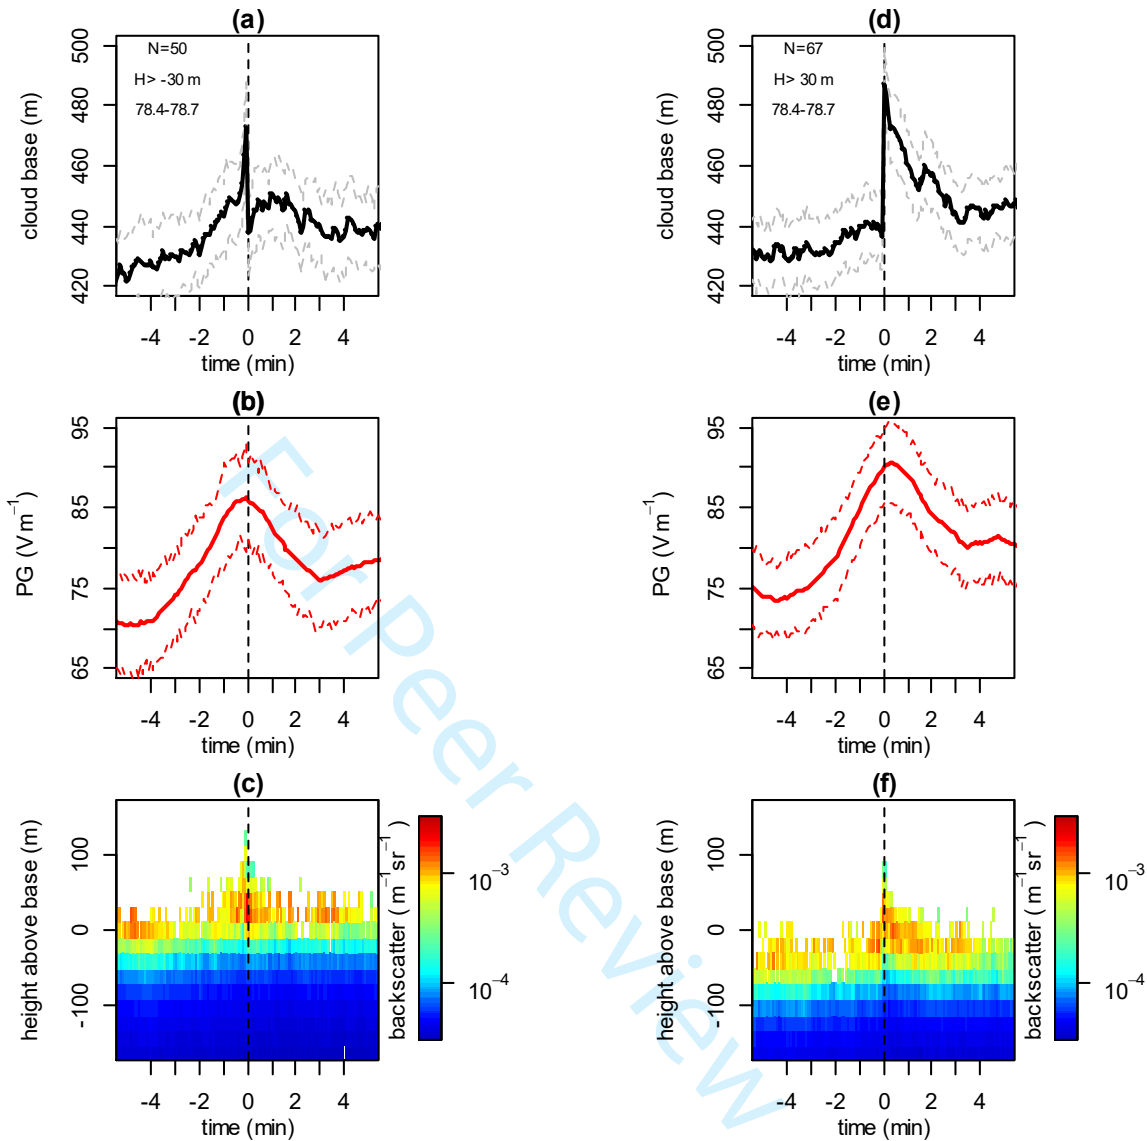 (a)
500
480
460
440
420
cloud base (m)
N=50
H> -30 m
78.4-78.7
-4 -2 0 2 4
time (min)
(d)
500
480
460
440
420
cloud base (m)
N=67
H> 30 m
78.4-78.7
-4 -2 0 2 4
time (min)
(b)
95
85
75
65
PG (V m⁻¹)
-4 -2 0 2 4
time (min)
(e)
95
85
75
65
PG (V m⁻¹)
-4 -2 0 2 4
time (min)
(c)
100
0
-100
height above base (m)
-4 -2 0 2 4
time (min)
backscatter ( m⁻¹ sr⁻¹ )
10⁻³
10⁻⁴
(f)
100
0
-100
height above base (m)
-4 -2 0 2 4
time (min)
backscatter ( m⁻¹ sr⁻¹ )
10⁻³
10⁻⁴
For Peer Review